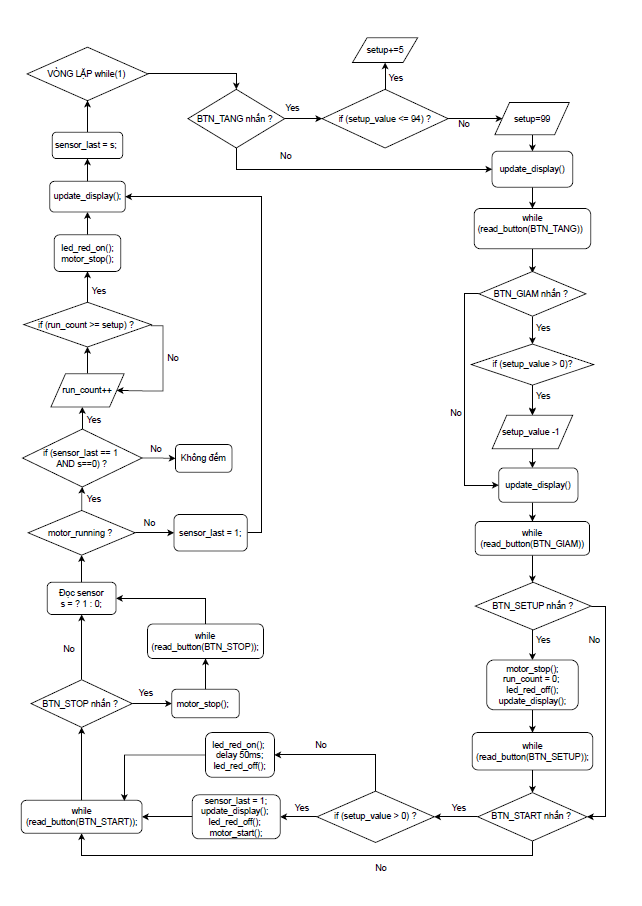 VÒNG LẶP while(1)
BTN_TANG nhấn ?
Yes
if (setup_value <= 94) ?
Yes
setup+=5
No
setup=99
No
update_display()
while
(read_button(BTN_TANG))
BTN_GIAM nhấn ?
Yes
if (setup_value > 0)?
Yes
setup_value -1
No
update_display()
while
(read_button(BTN_GIAM))
BTN_SETUP nhấn ?
Yes
No
motor_stop();
run_count = 0;
led_red_off();
update_display();
while
(read_button(BTN_SETUP));
BTN_START nhấn ?
Yes
No
if (setup_value > 0) ?
No
led_red_on();
delay 50ms;
led_red_off();
Yes
sensor_last = 1;
update_display();
led_red_off();
motor_start();
while
(read_button(BTN_START));
BTN_STOP nhấn ?
Yes
motor_stop();
while
(read_button(BTN_STOP));
No
Đọc sensor
s = ? 1 : 0;
motor_running ?
No
sensor_last = 1;
Yes
if (sensor_last == 1
AND s==0) ?
No
Không đếm
Yes
run_count++
if (run_count >= setup) ?
No
Yes
led_red_on();
motor_stop();
update_display();
sensor_last = s;